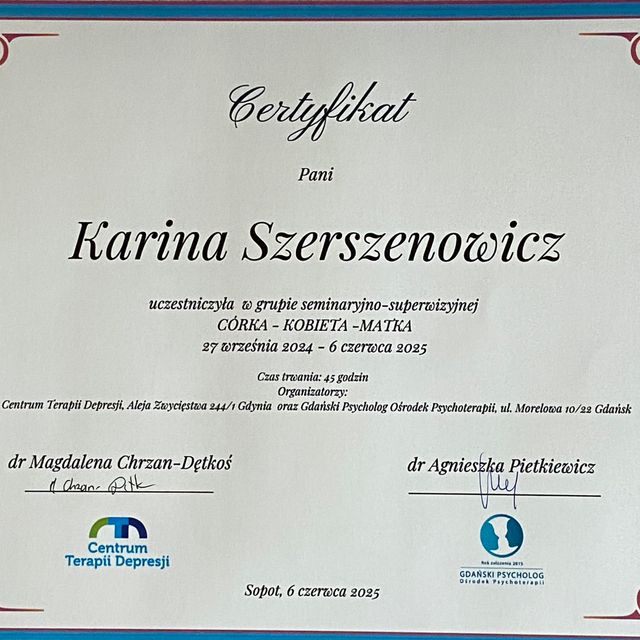 Certyfikat
Pani
Karina Szerszenowicz
uczestniczyła w grupie seminaryjno-superwizyjnej
CÓRKA - KOBIETA -MATKA
27 września 2024 - 6 czerwca 2025
Czas trwania: 45 godzin
Organizatorzy:
Centrum Terapii Depresji, Aleja Zwycięstwa 244/1 Gdynia oraz Gdański Psycholog Ośrodek Psychoterapii, ul. Morelowa 10/22 Gdańsk
dr Magdalena Chrzan-Dętkoś
dr Agnieszka Pietkiewicz
Centrum
Terapii Depresji
Rok założenia 2015
GDAŃSKI PSYCHOLOG
Ośrodek Psychoterapii
Sopot, 6 czerwca 2025